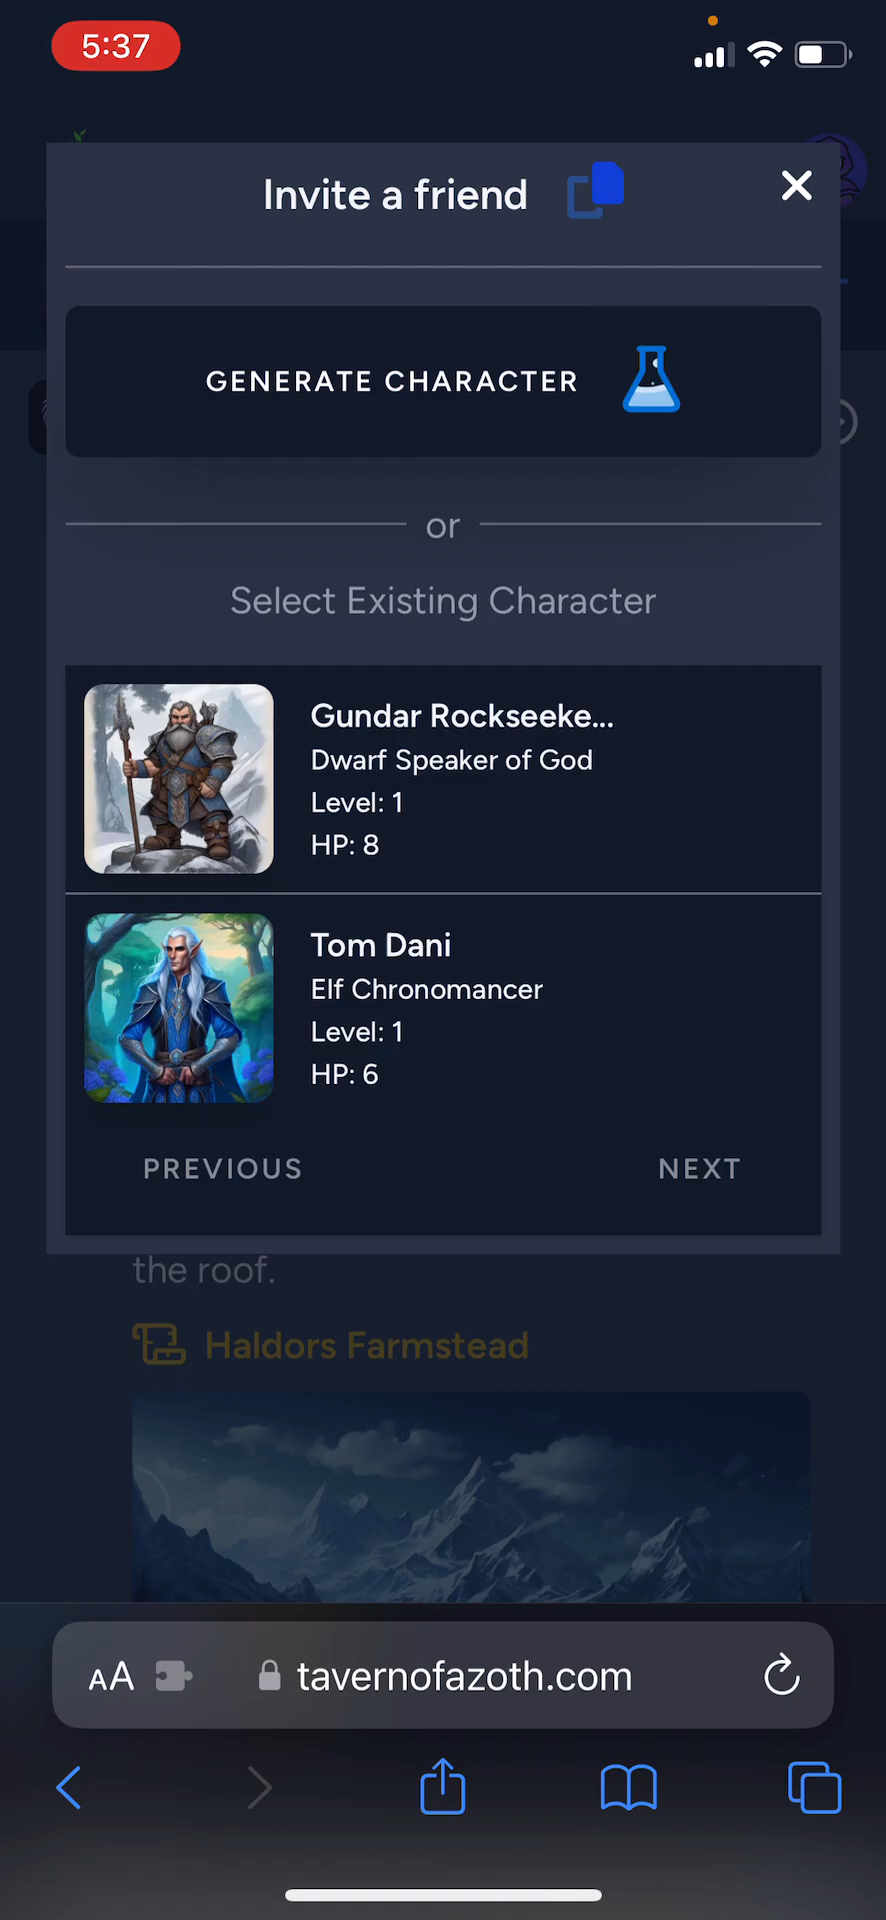 5:37
Invite a friend
GENERATE CHARACTER
or
Select Existing Character
Gundar Rockseeke...
Dwarf Speaker of God
Level: 1
HP: 8
Tom Dani
Elf Chronomancer
Level: 1
HP: 6
PREVIOUS
NEXT
the roof.
Haldors Farmstead
AA
tavernofazoth.com